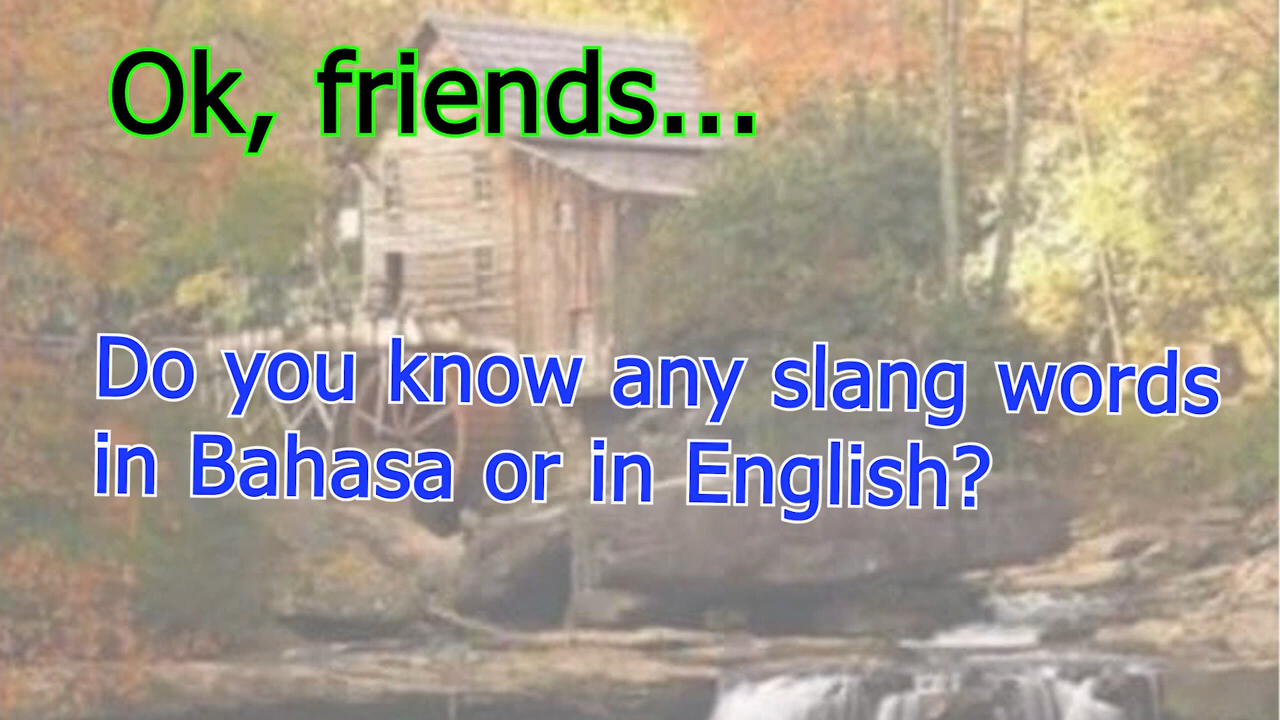 Ok, friends...
Do you know any slang words
in Bahasa or in English?